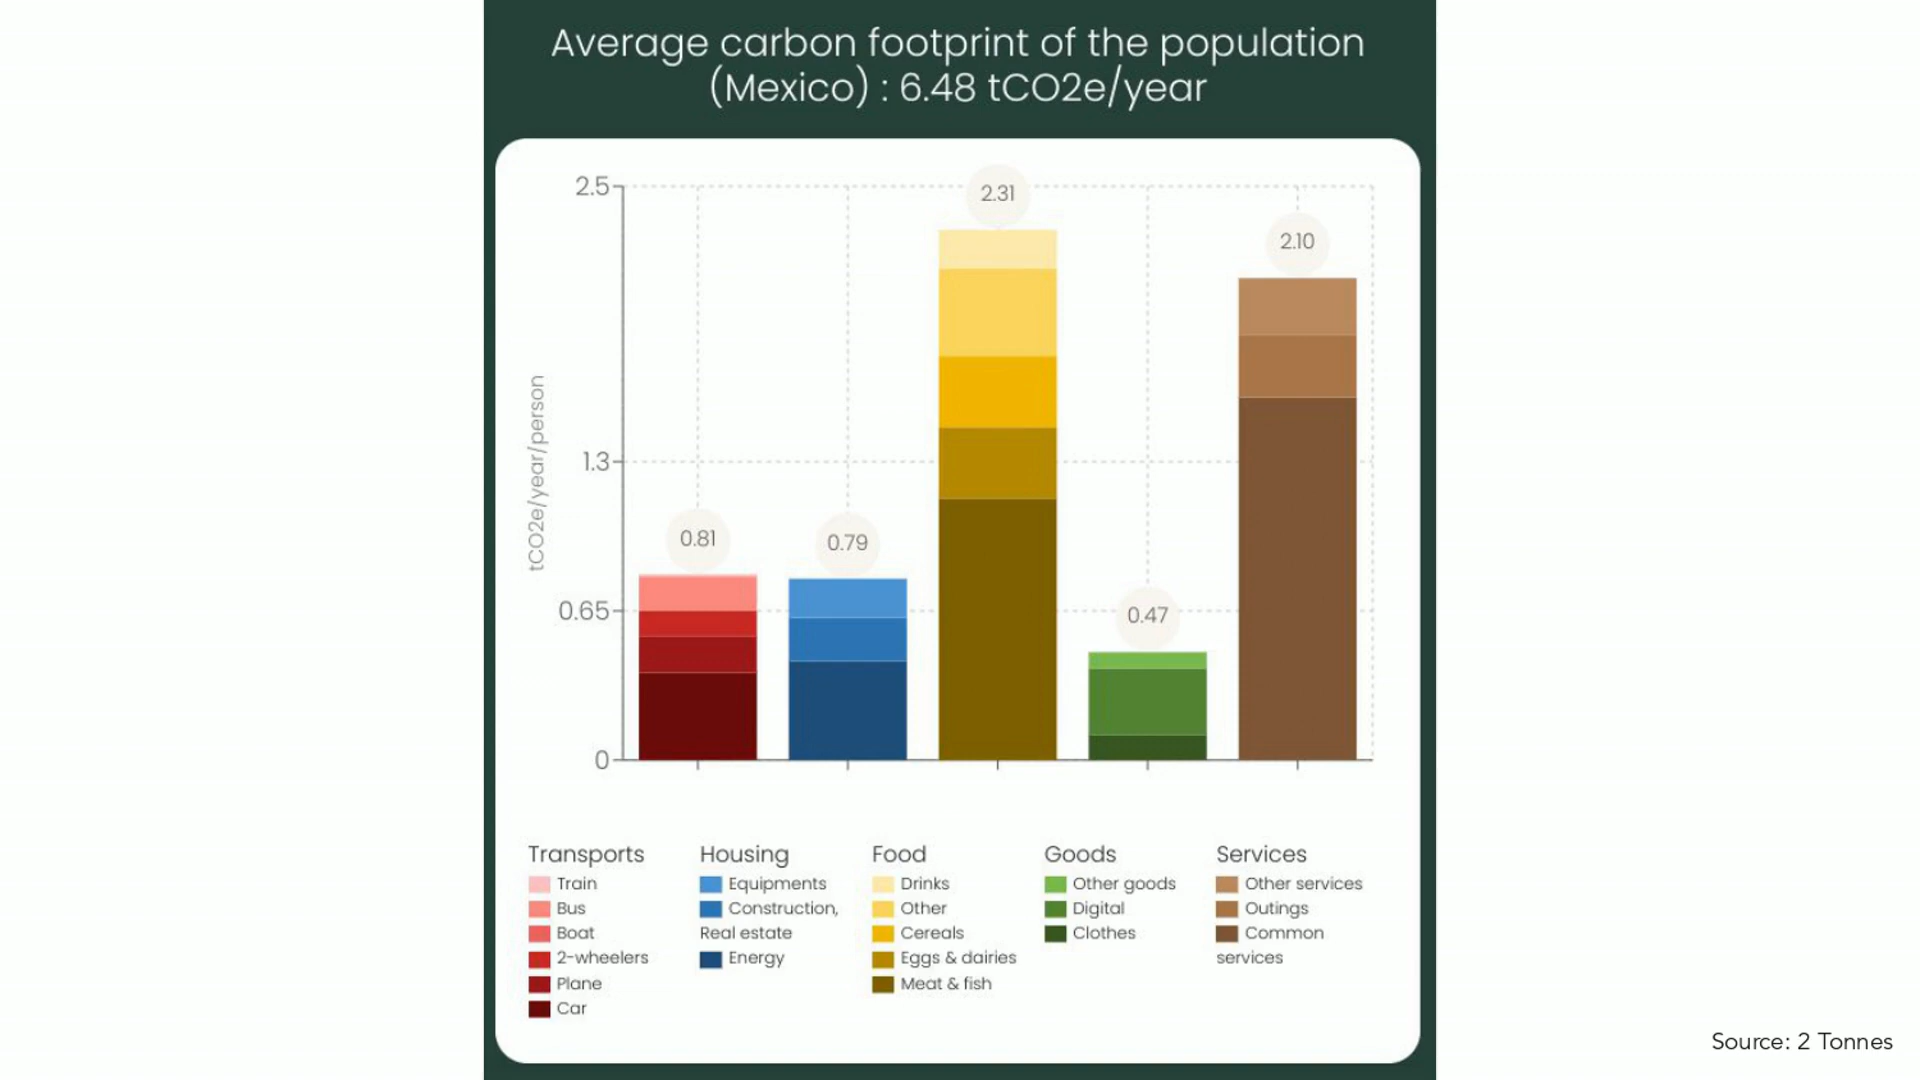 Average carbon footprint of the population
(Mexico) : 6.48 tCO2e/year
tCO2e/year/person
2.5
1.3
0.65
0
0.81
0.79
2.31
0.47
2.10
Transports
Train
Bus
Boat
2-wheelers
Plane
Car
Housing
Equipments
Construction,
Real estate
Energy
Food
Drinks
Other
Cereals
Eggs & dairies
Meat & fish
Goods
Other goods
Digital
Clothes
Services
Other services
Outings
Common
services
Source: 2 Tonnes